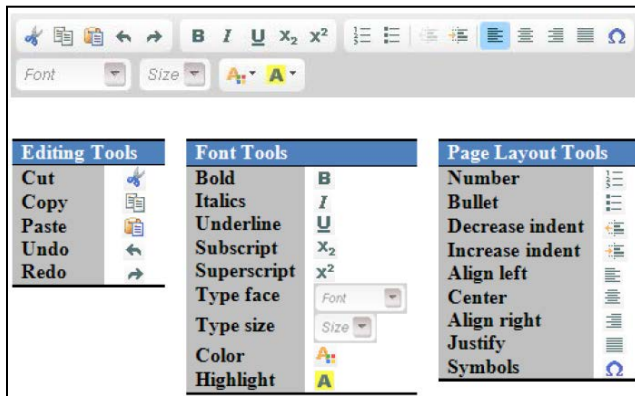 B I U X₂ X² Ω
Font Size A A
Editing Tools
Cut
Copy
Paste
Undo
Redo
Font Tools
Bold B
Italics I
Underline U
Subscript X₂
Superscript X²
Type face Font
Type size Size
Color A
Highlight A
Page Layout Tools
Number
Bullet
Decrease indent
Increase indent
Align left
Center
Align right
Justify
Symbols Ω